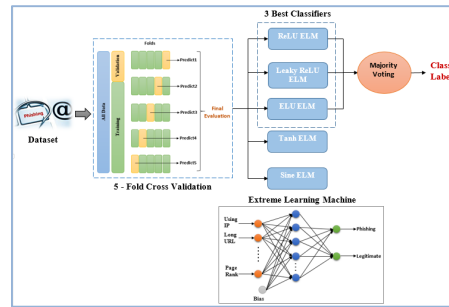 3 Best Classifiers
Folds
Validation
Training
All Data
Predict1
Predict2
Predict3
Predict4
Predict5
Final
Evaluation
ReLU ELM
Leaky ReLU
ELM
ELU ELM
Tanh ELM
Sine ELM
Majority
Voting
Class
Label
Phishing
@
Dataset
5 - Fold Cross Validation
Extreme Learning Machine
Using
IP
Long
URL
Page
Rank
Bias
Phishing
Legitimate